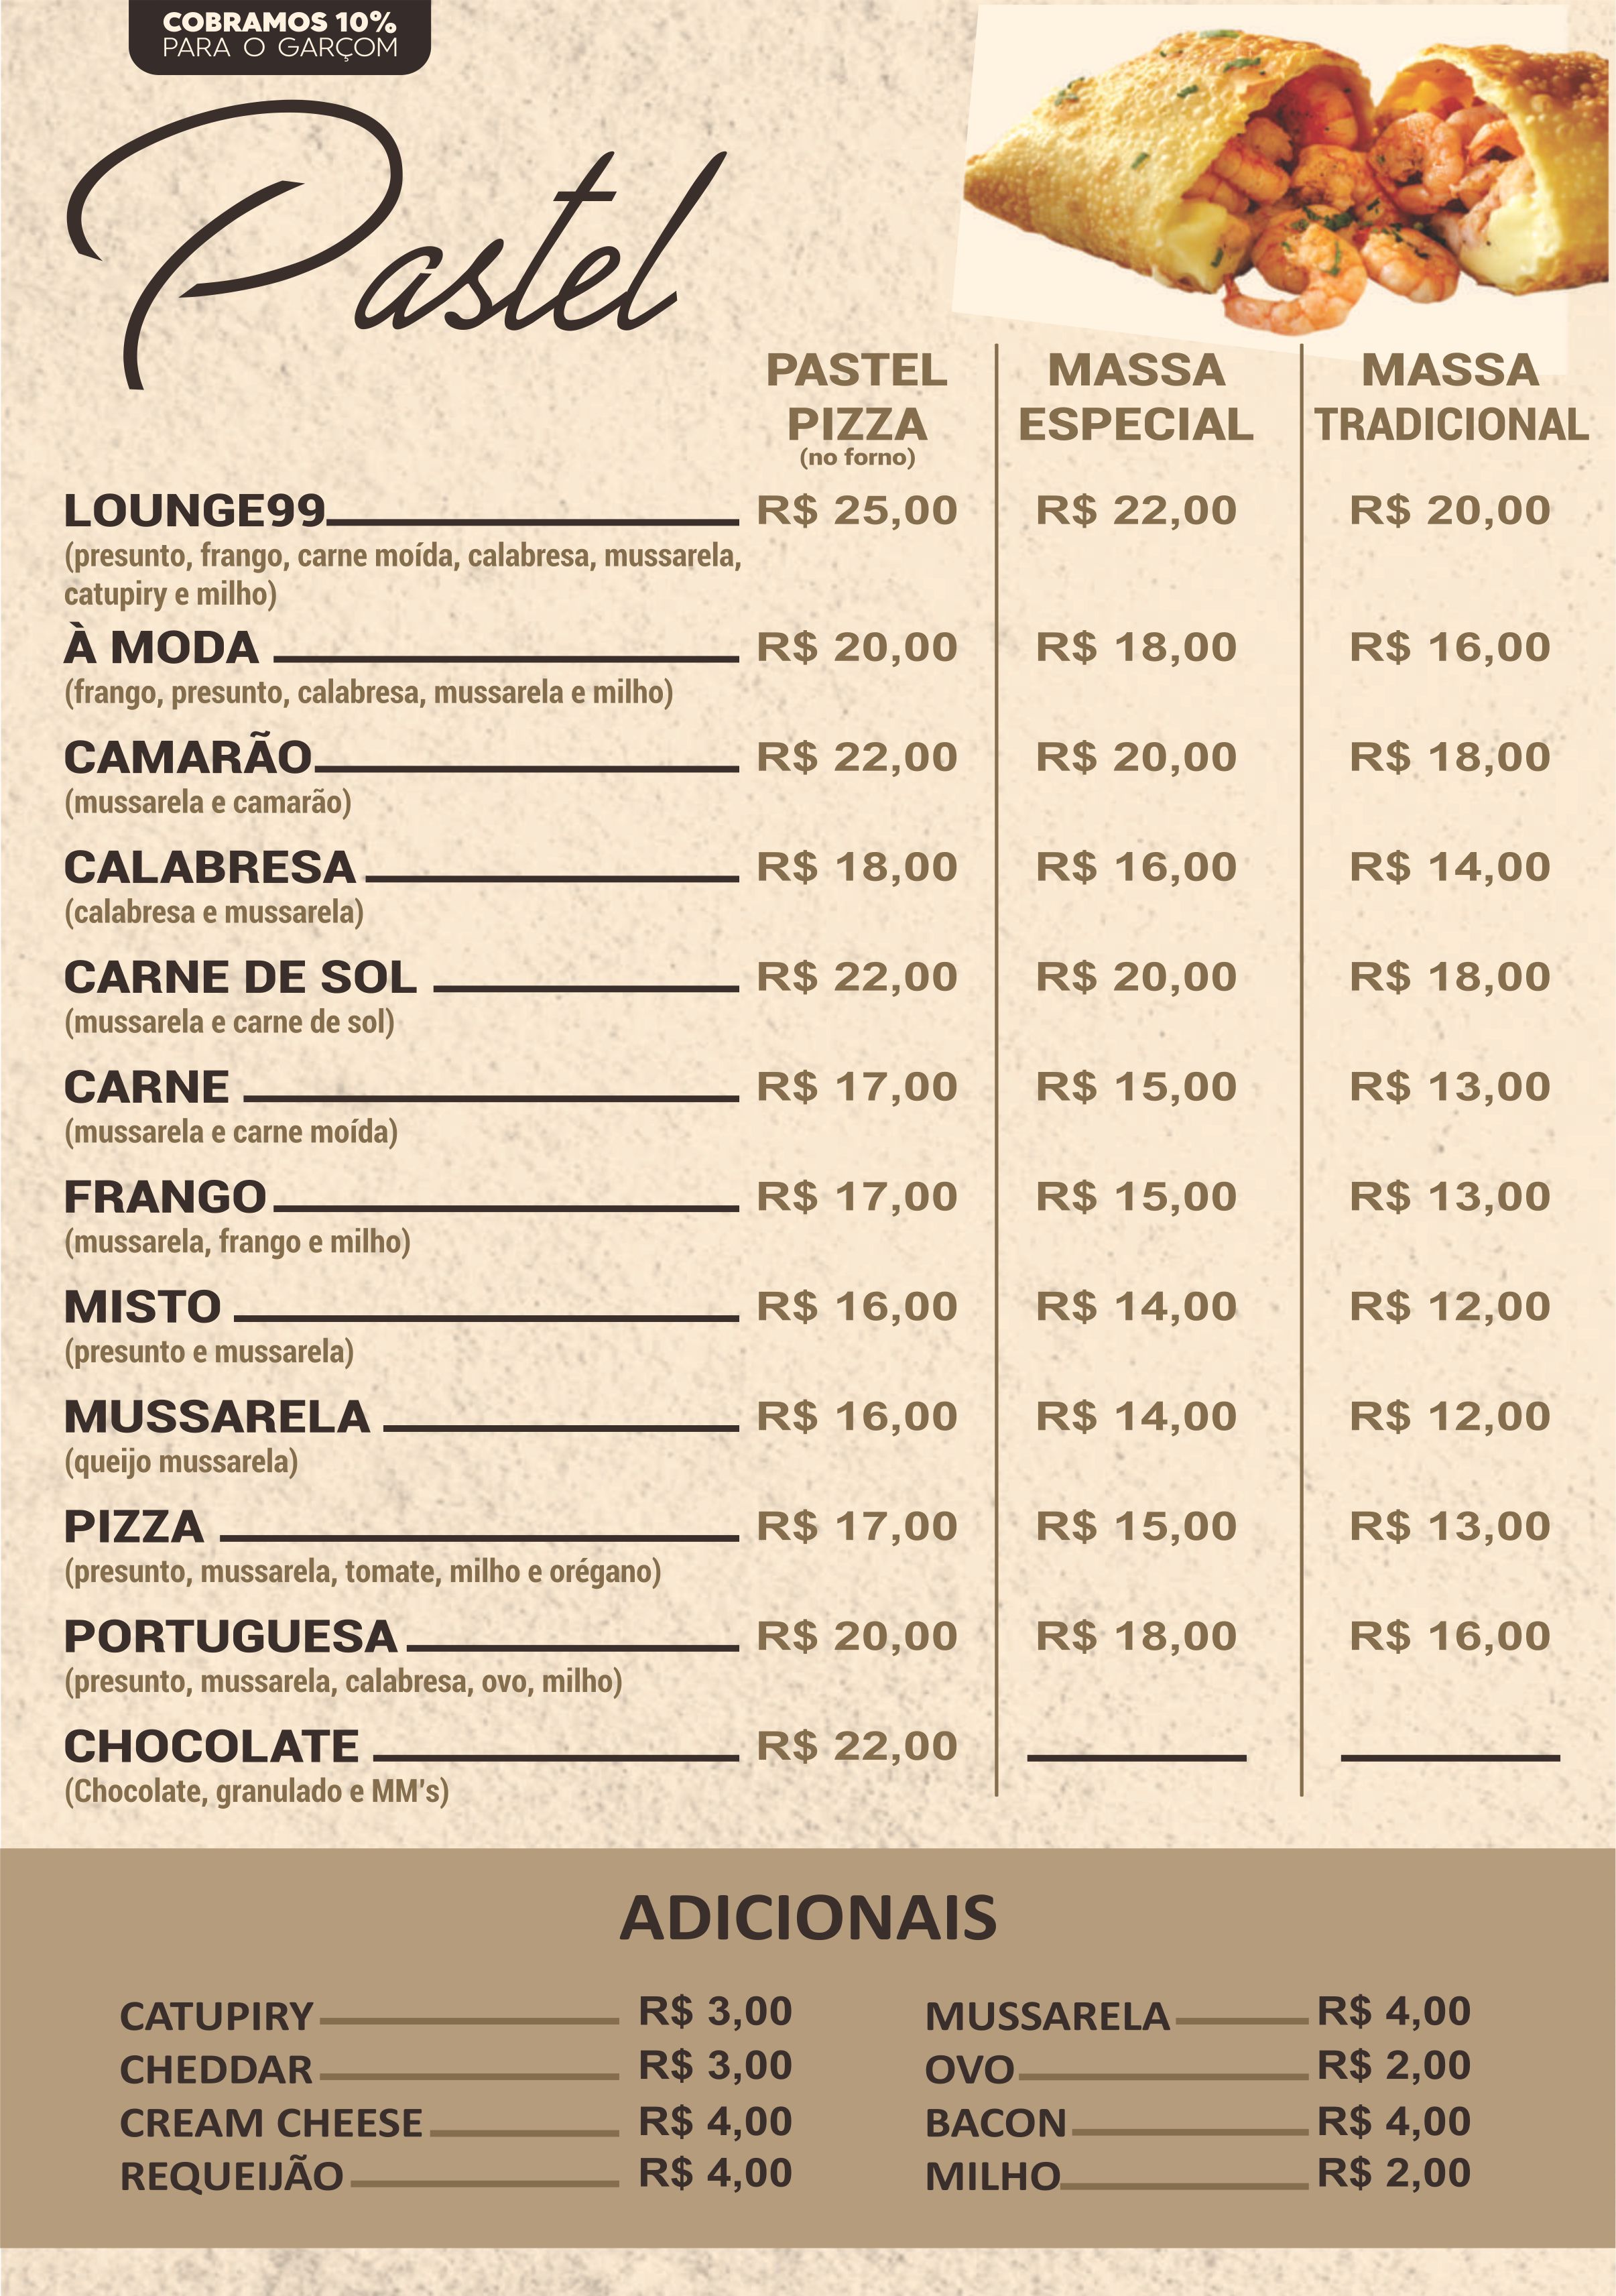 COBRAMOS 10%
PARA O GARÇOM
Pastel
PASTEL PIZZA (no forno)
MASSA ESPECIAL
MASSA TRADICIONAL
LOUNGE99 R$ 25,00 R$ 22,00 R$ 20,00
(presunto, frango, carne moída, calabresa, mussarela,
catupiry e milho)
À MODA R$ 20,00 R$ 18,00 R$ 16,00
(frango, presunto, calabresa, mussarela e milho)
CAMARÃO R$ 22,00 R$ 20,00 R$ 18,00
(mussarela e camarão)
CALABRESA R$ 18,00 R$ 16,00 R$ 14,00
(calabresa e mussarela)
CARNE DE SOL R$ 22,00 R$ 20,00 R$ 18,00
(mussarela e carne de sol)
CARNE R$ 17,00 R$ 15,00 R$ 13,00
(mussarela e carne moída)
FRANGO R$ 17,00 R$ 15,00 R$ 13,00
(mussarela, frango e milho)
MISTO R$ 16,00 R$ 14,00 R$ 12,00
(presunto e mussarela)
MUSSARELA R$ 16,00 R$ 14,00 R$ 12,00
(queijo mussarela)
PIZZA R$ 17,00 R$ 15,00 R$ 13,00
(presunto, mussarela, tomate, milho e orégano)
PORTUGUESA R$ 20,00 R$ 18,00 R$ 16,00
(presunto, mussarela, calabresa, ovo, milho)
CHOCOLATE R$ 22,00
(Chocolate, granulado e MM's)
ADICIONAIS
CATUPIRY R$ 3,00
CHEDDAR R$ 3,00
CREAM CHEESE R$ 4,00
REQUEIJÃO R$ 4,00
MUSSARELA R$ 4,00
OVO R$ 2,00
BACON R$ 4,00
MILHO R$ 2,00